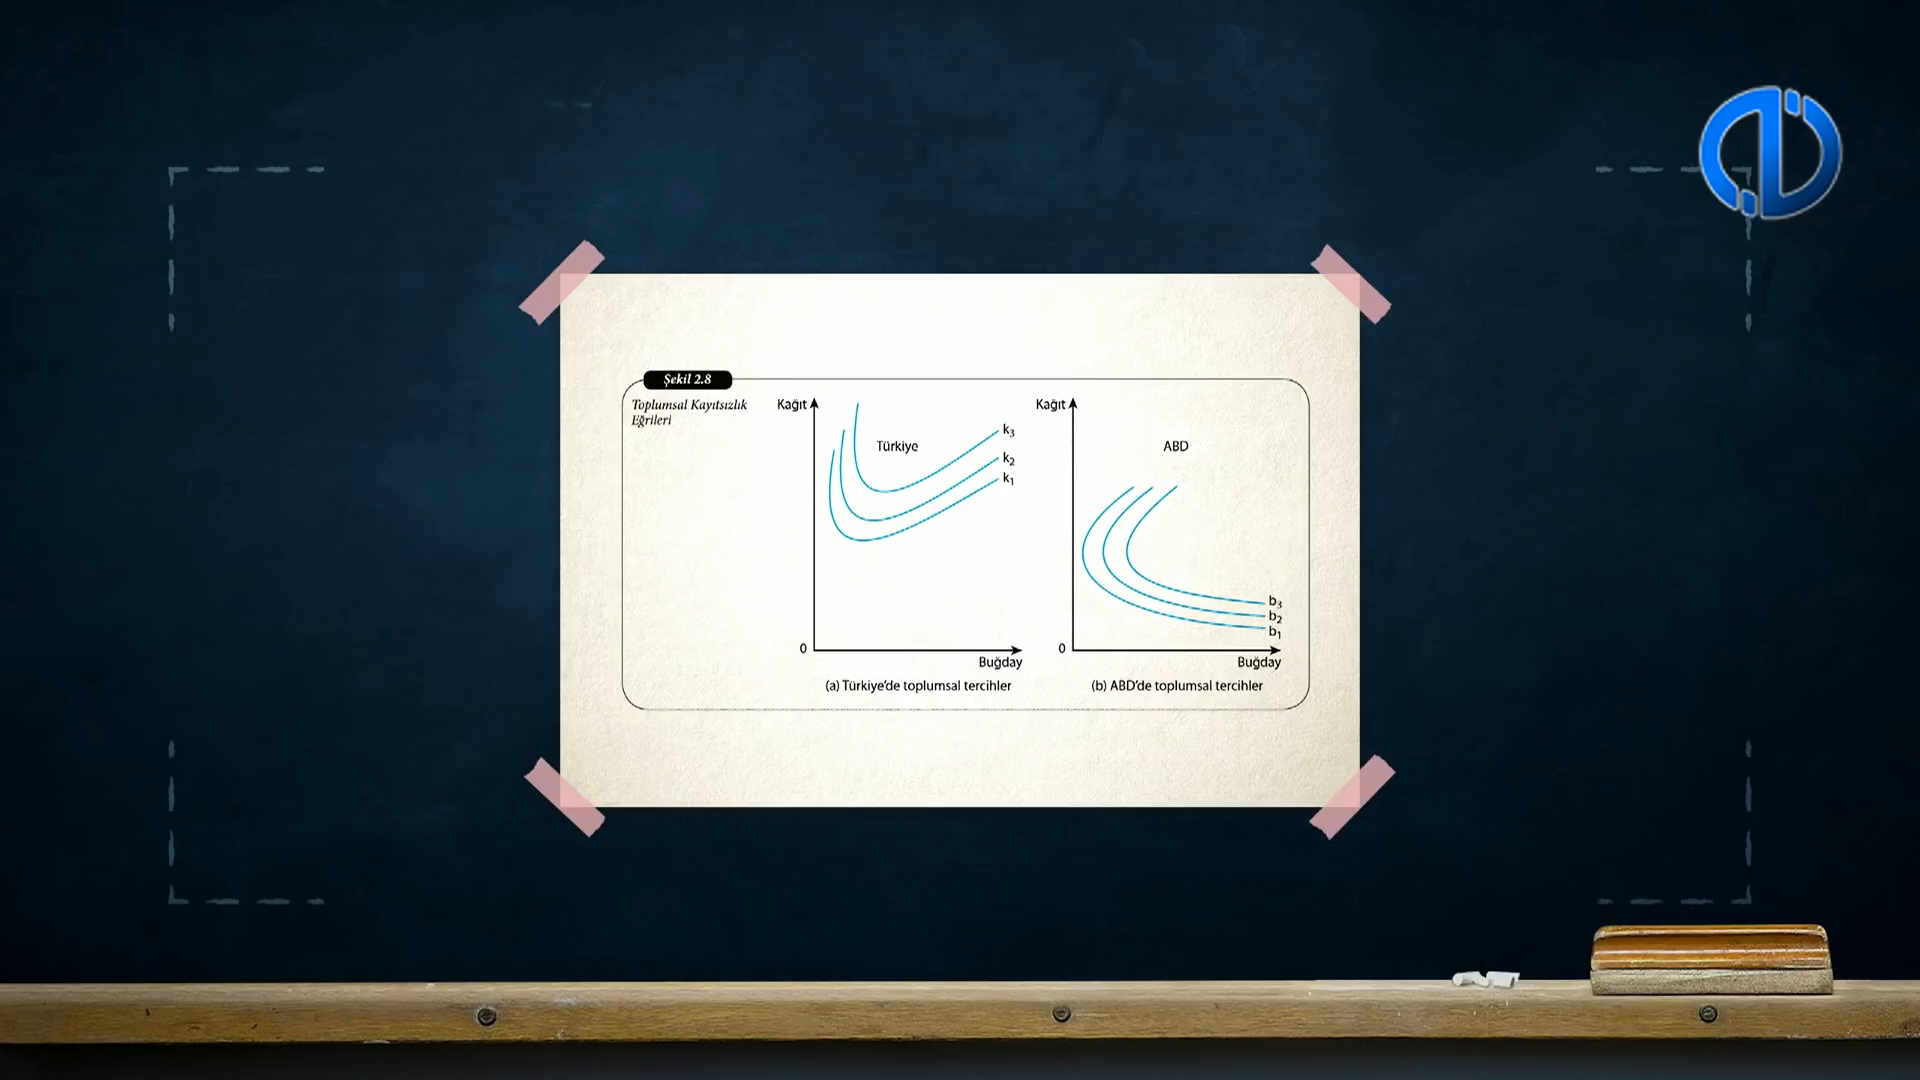 Şekil 2.8
Toplumsal Kayıtsızlık
Eğrileri
Kağıt
Türkiye
k3
k2
k1
0
Buğday
(a) Türkiye'de toplumsal tercihler
Kağıt
ABD
b3
b2
b1
0
Buğday
(b) ABD'de toplumsal tercihler